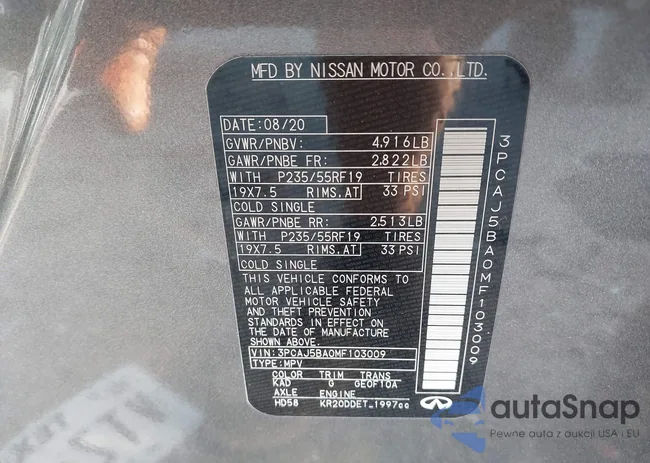 MFD BY NISSAN MOTOR CO.,LTD.
DATE:08/20
GVWR/PNBV: 4,916LB
GAWR/PNBE FR: 2,822LB
WITH P235/55RF19 TIRES
19X7.5 RIMS,AT 33 PSI
COLD SINGLE
GAWR/PNBE RR: 2,513LB
WITH P235/55RF19 TIRES
19X7.5 RIMS,AT 33 PSI
COLD SINGLE
THIS VEHICLE CONFORMS TO
ALL APPLICABLE FEDERAL
MOTOR VEHICLE SAFETY
AND THEFT PREVENTION
STANDARDS IN EFFECT ON
THE DATE OF MANUFACTURE
SHOWN ABOVE.
VIN: 3PCAJ5BA0MF103009
TYPE: MPV
COLOR TRIM TRANS
KAD G GE0F10A
AXLE ENGINE
HD58 KR20DDET 1997cc
3PCAJ5BA0MF103009
autoSnap
Pewne auta z aukcji USA i EU